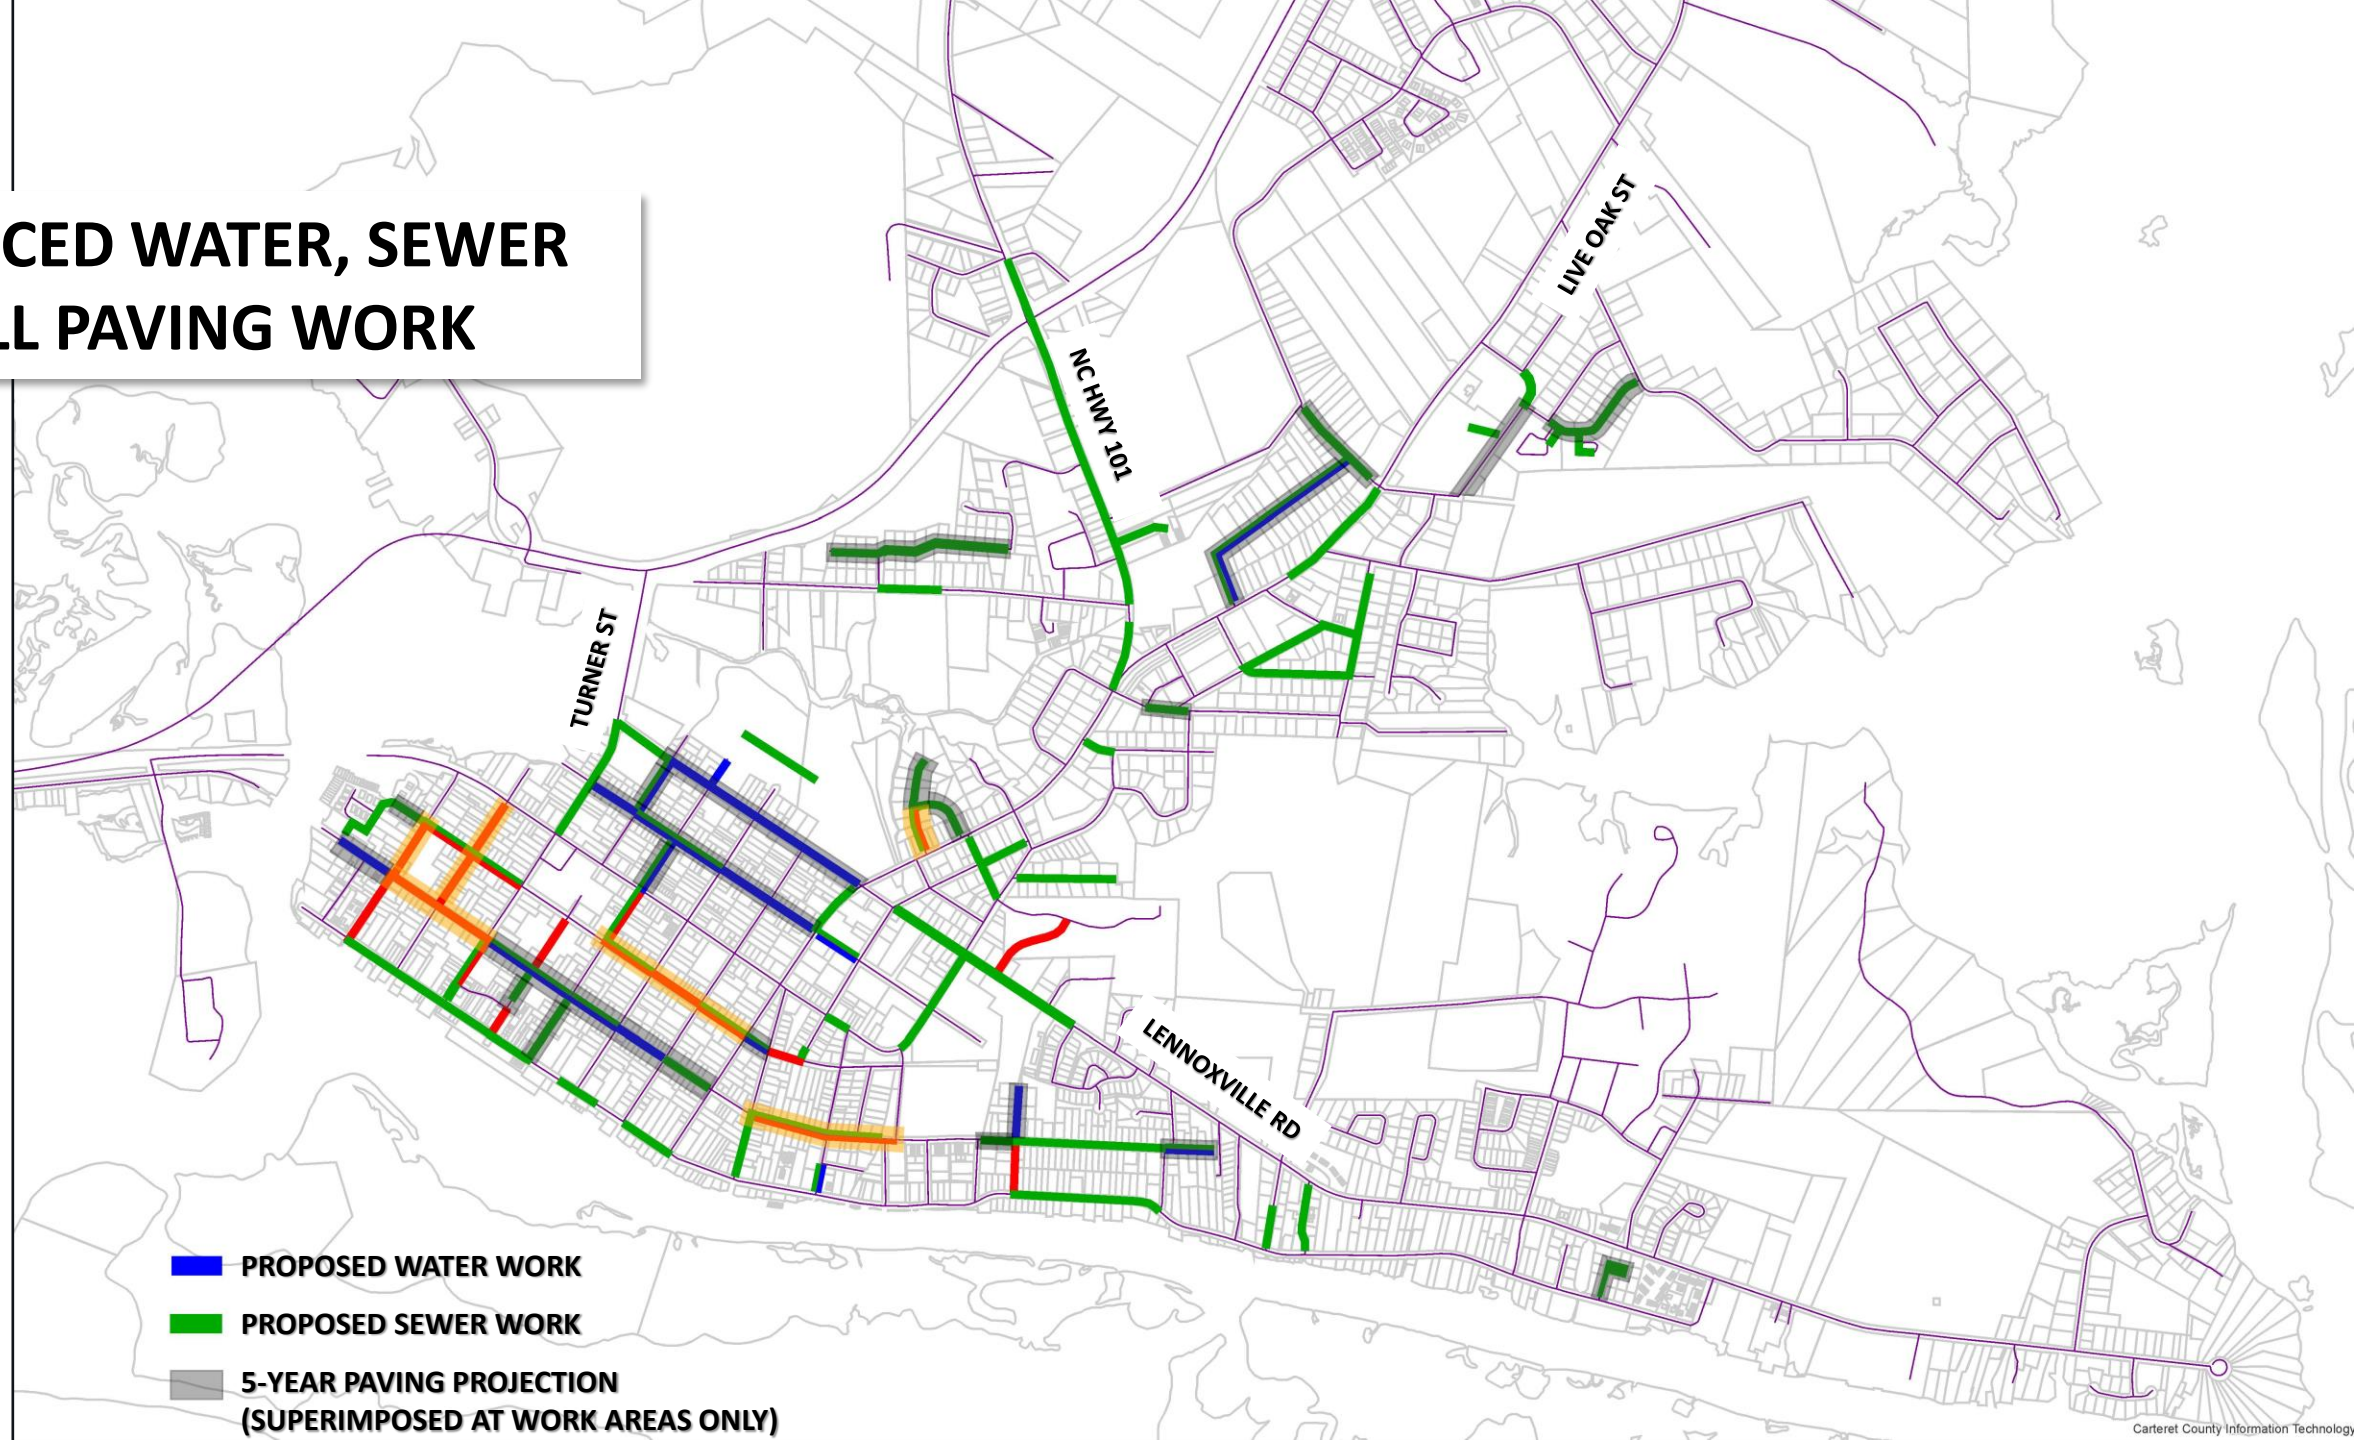 CED WATER, SEWER
LL PAVING WORK
LIVE OAK ST
NC HWY 101
TURNER ST
LENNOXVILLE RD
PROPOSED WATER WORK
PROPOSED SEWER WORK
5-YEAR PAVING PROJECTION
(SUPERIMPOSED AT WORK AREAS ONLY)
Carteret County Information Technology